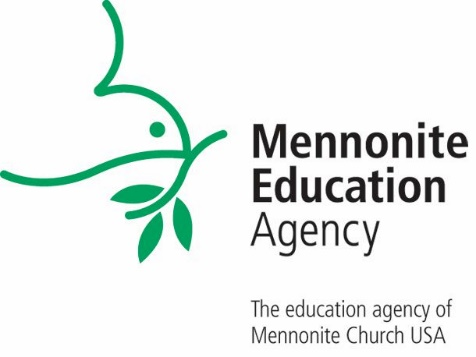 Mennonite
Education
Agency
The education agency of
Mennonite Church USA